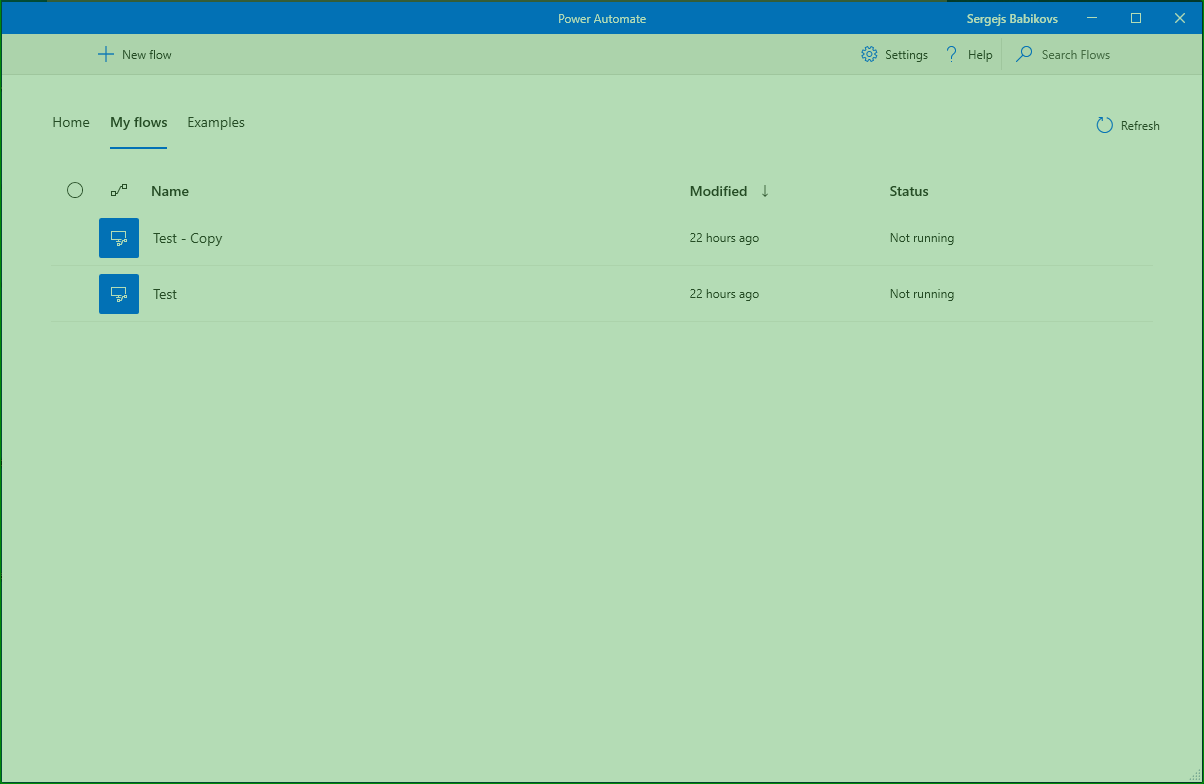 Power Automate Sergejs Babikovs
New flow Settings Help Search Flows
Home My flows Examples Refresh
Name Modified Status
Test - Copy 22 hours ago Not running
Test 22 hours ago Not running